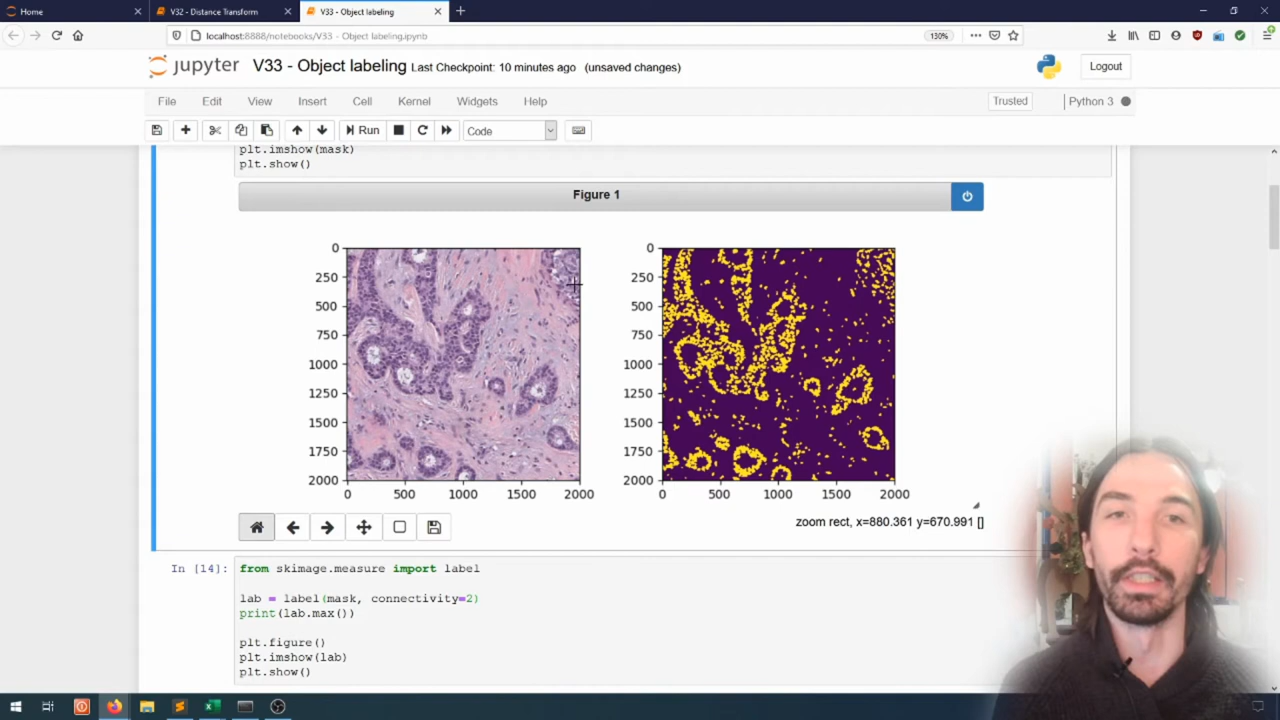 Home
V32 - Distance Transform
V33 - Object labeling
localhost:8888/notebooks/V33 - Object labeling.ipynb
130%
jupyter V33 - Object labeling Last Checkpoint: 10 minutes ago (unsaved changes)
Logout
File Edit View Insert Cell Kernel Widgets Help
Trusted
Python 3
Run
Code
plt.imshow(mask)
plt.show()
Figure 1
0
250
500
750
1000
1250
1500
1750
2000
0 500 1000 1500 2000
0
250
500
750
1000
1250
1500
1750
2000
0 500 1000 1500 2000
zoom rect, x=880.361 y=670.991 []
In [14]:
from skimage.measure import label
lab = label(mask, connectivity=2)
print(lab.max())
plt.figure()
plt.imshow(lab)
plt.show()